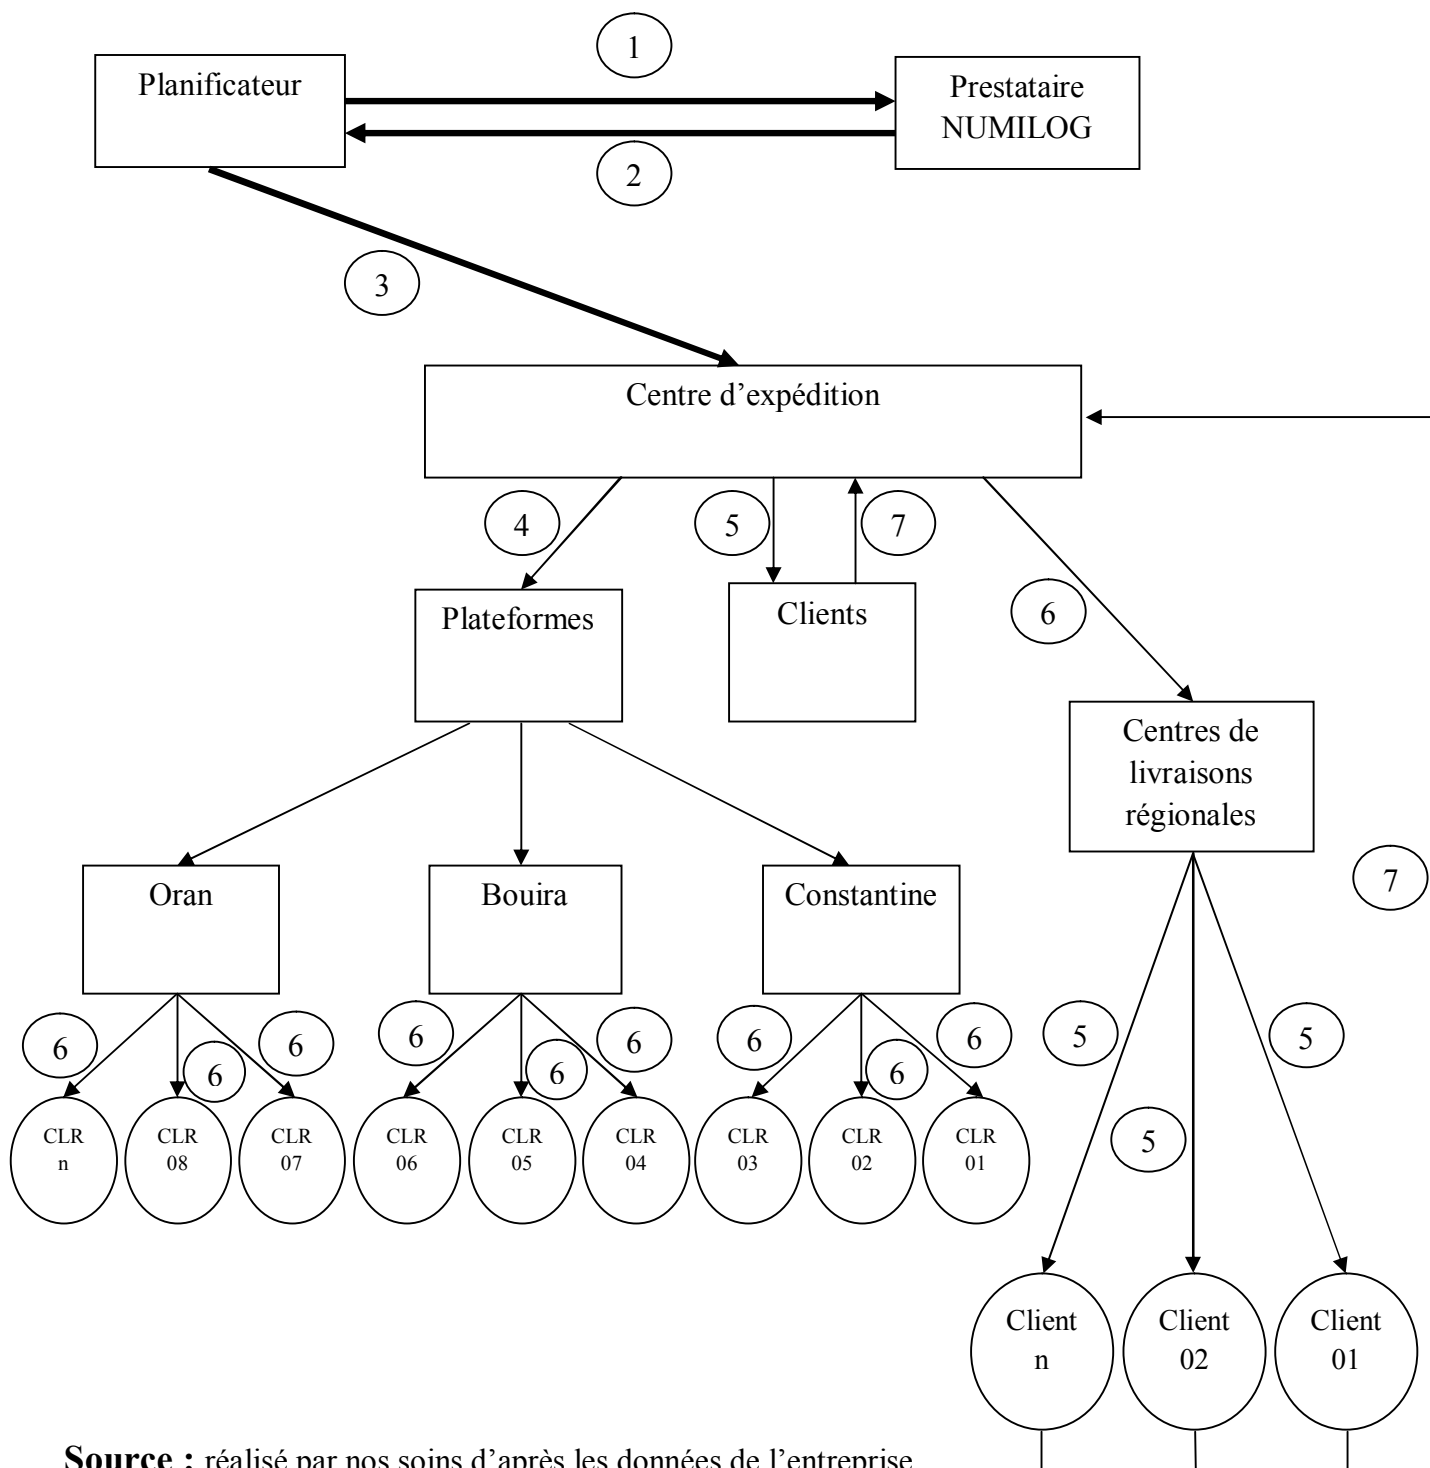 1
Planificateur
Prestataire
NUMILOG
2
3
Centre d’expédition
4
5
7
Plateformes
Clients
6
Centres de
livraisons
régionales
7
Oran
Bouira
Constantine
6
6
6
6
6
6
6
6
6
5
5
CLR
n
CLR
08
CLR
07
CLR
06
CLR
05
CLR
04
CLR
03
CLR
02
CLR
01
5
Client
n
Client
02
Client
01
Source : réalisé par nos soins d’après les données de l’entreprise